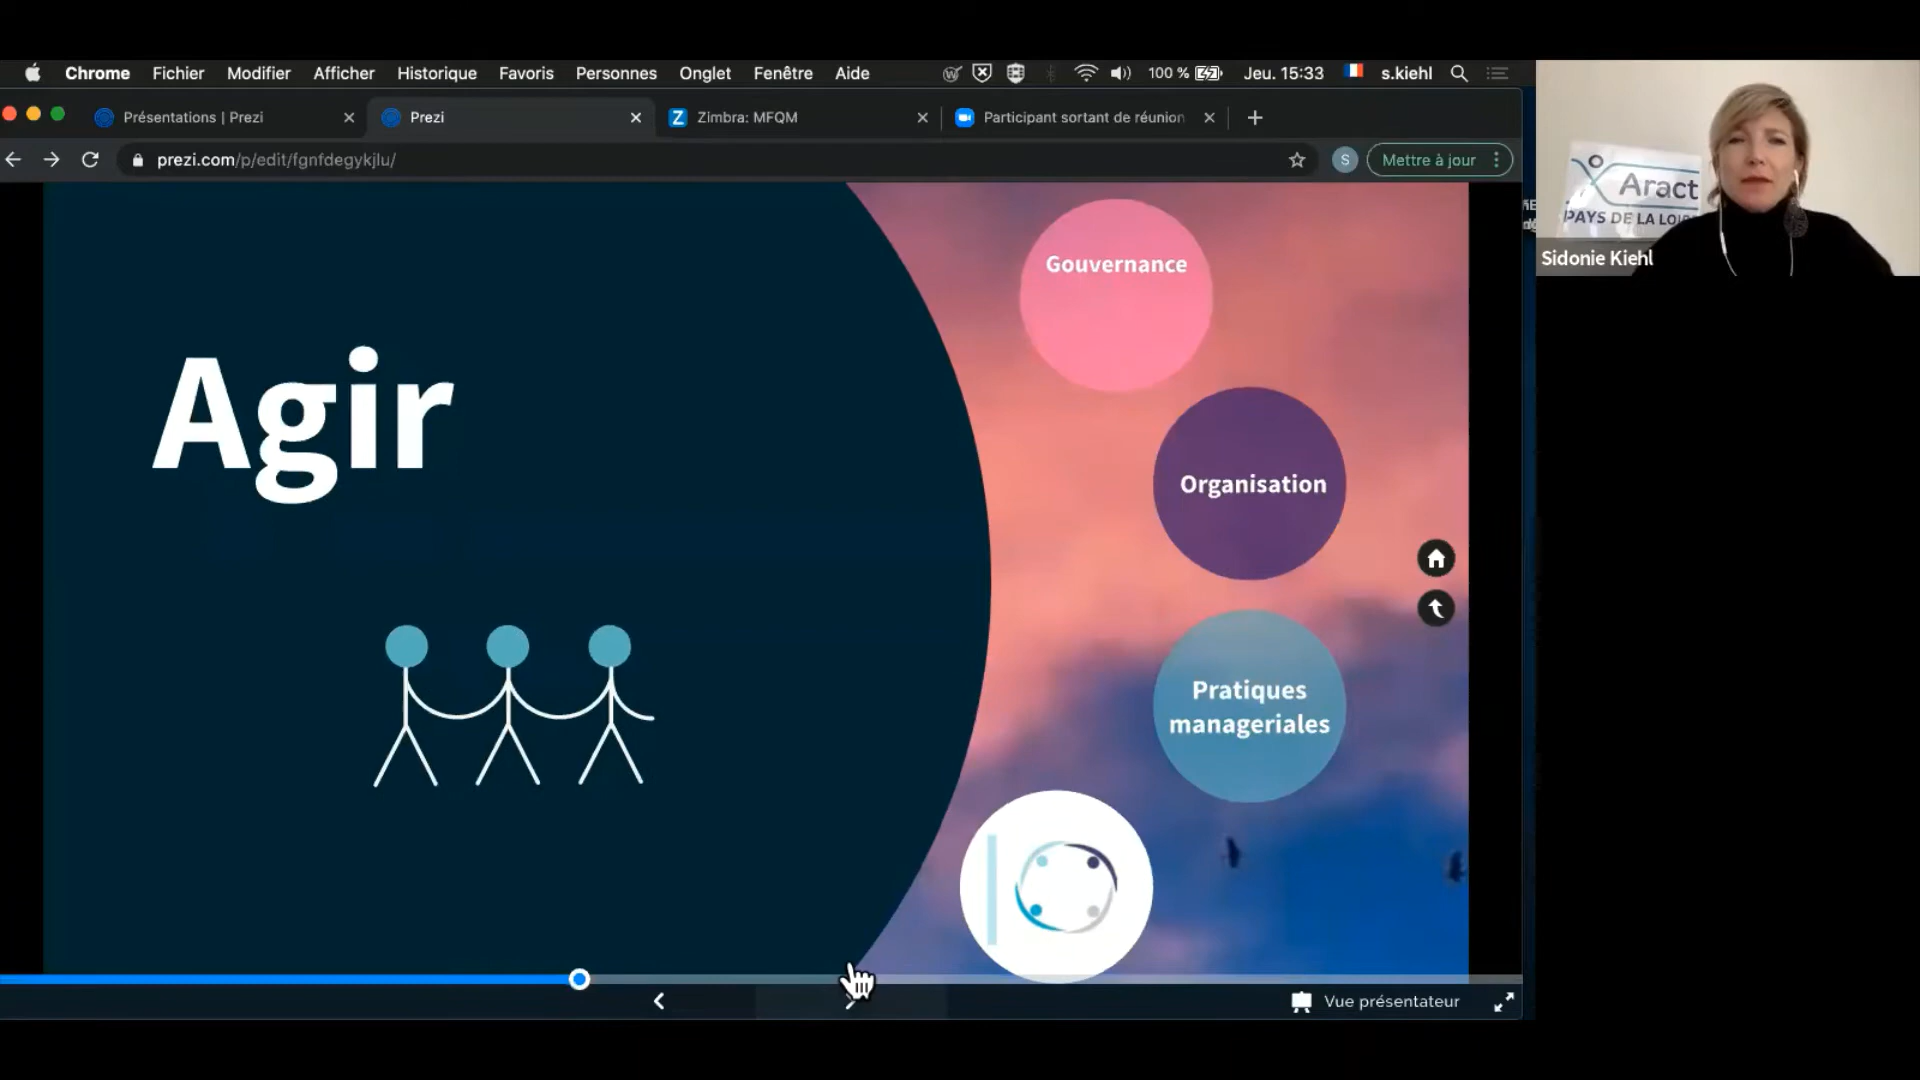 Chrome Fichier Modifier Afficher Historique Favoris Personnes Onglet Fenêtre Aide 100 % Jeu. 15:33 s.kiehl
Présentations | Prezi Prezi Zimbra: MFQM Participant sortant de réunion
prezi.com/p/edit/fgnfdegykjlu/ S Mettre à jour
Aract
PAYS DE LA LOI
Sidonie Kiehl
Gouvernance
Agir
Organisation
Pratiques
manageriales
Vue présentateur